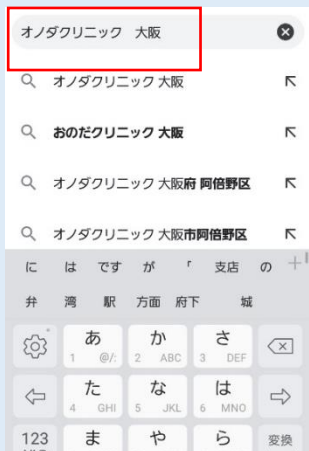 オノダクリニック　大阪
オノダクリニック 大阪
おのだクリニック 大阪
オノダクリニック 大阪府 阿倍野区
オノダクリニック 大阪市阿倍野区
に は です が 「 支店 の
弁 湾 駅 方面 府下 城
あ か さ
1 @/: 2 ABC 3 DEF
た な は
4 GHI 5 JKL 6 MNO
123 ま や ら 変換